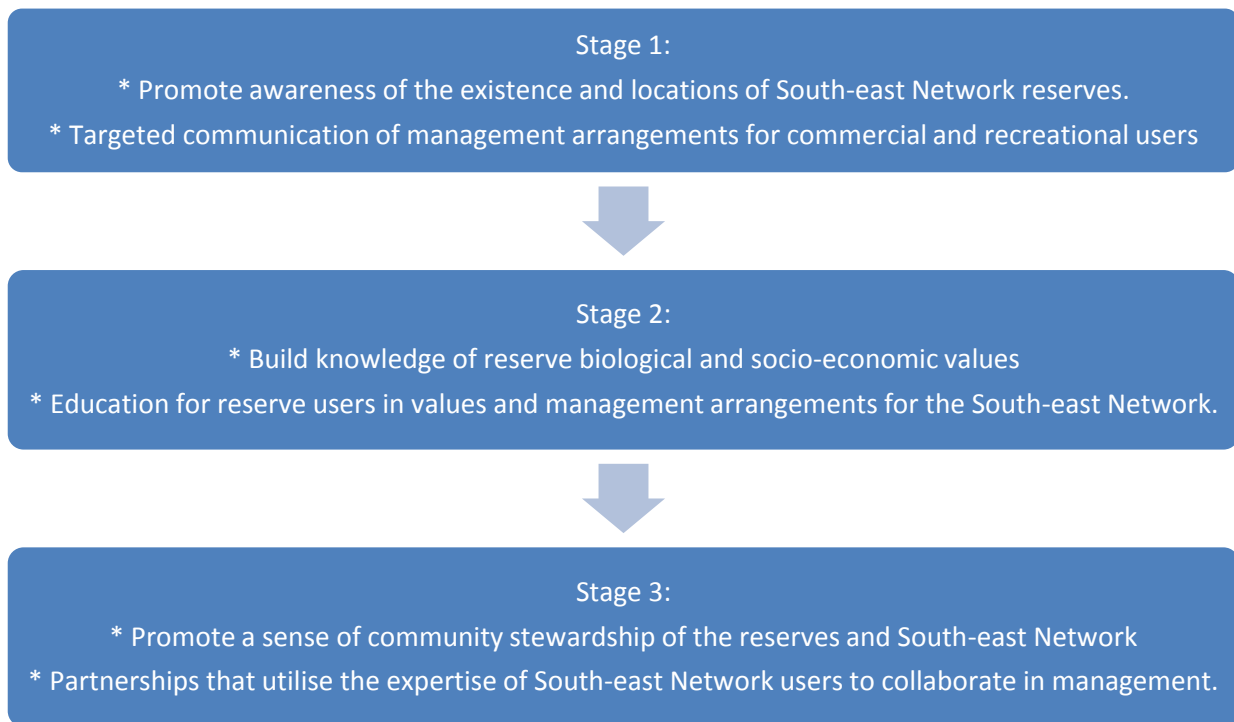 Stage 1:
* Promote awareness of the existence and locations of South-east Network reserves.
* Targeted communication of management arrangements for commercial and recreational users
Stage 2:
* Build knowledge of reserve biological and socio-economic values
* Education for reserve users in values and management arrangements for the South-east Network.
Stage 3:
* Promote a sense of community stewardship of the reserves and South-east Network
* Partnerships that utilise the expertise of South-east Network users to collaborate in management.